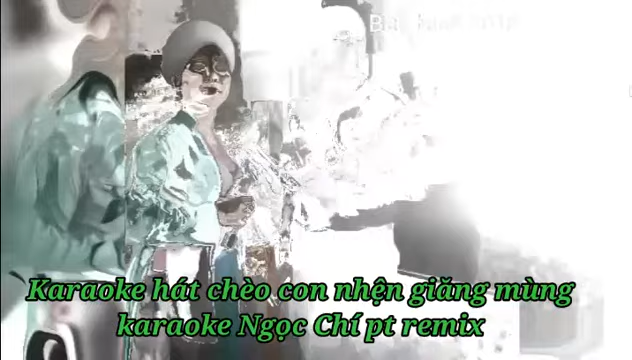 Karaoke hát chèo con nhện giăng mùng
karaoke Ngọc Chí pt remix